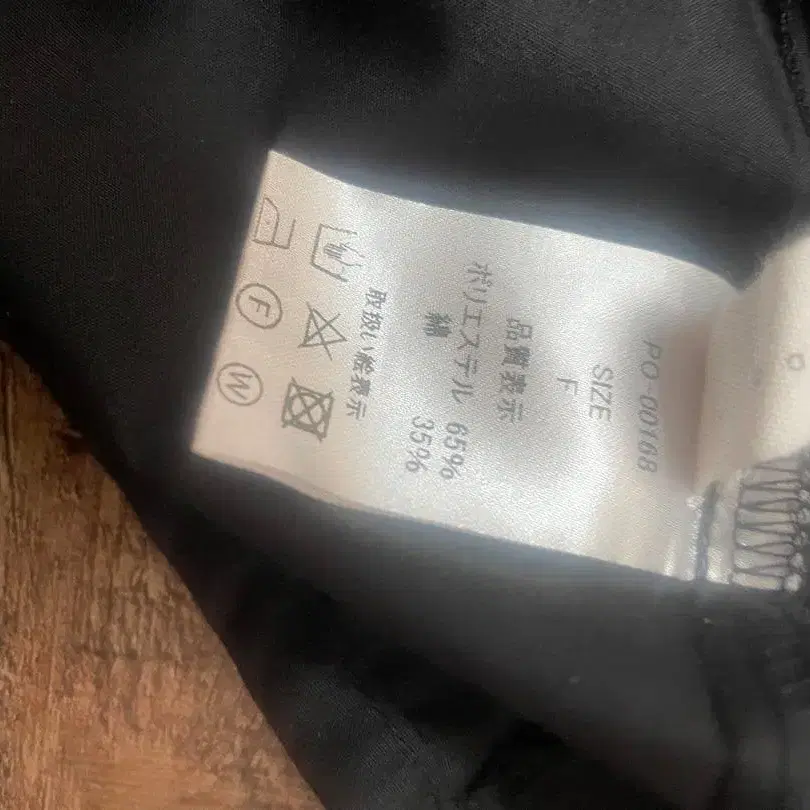 PO-00168
SIZE
F
品質表示
ポリエステル 65%
綿 35%
取扱い絵表示
F
W